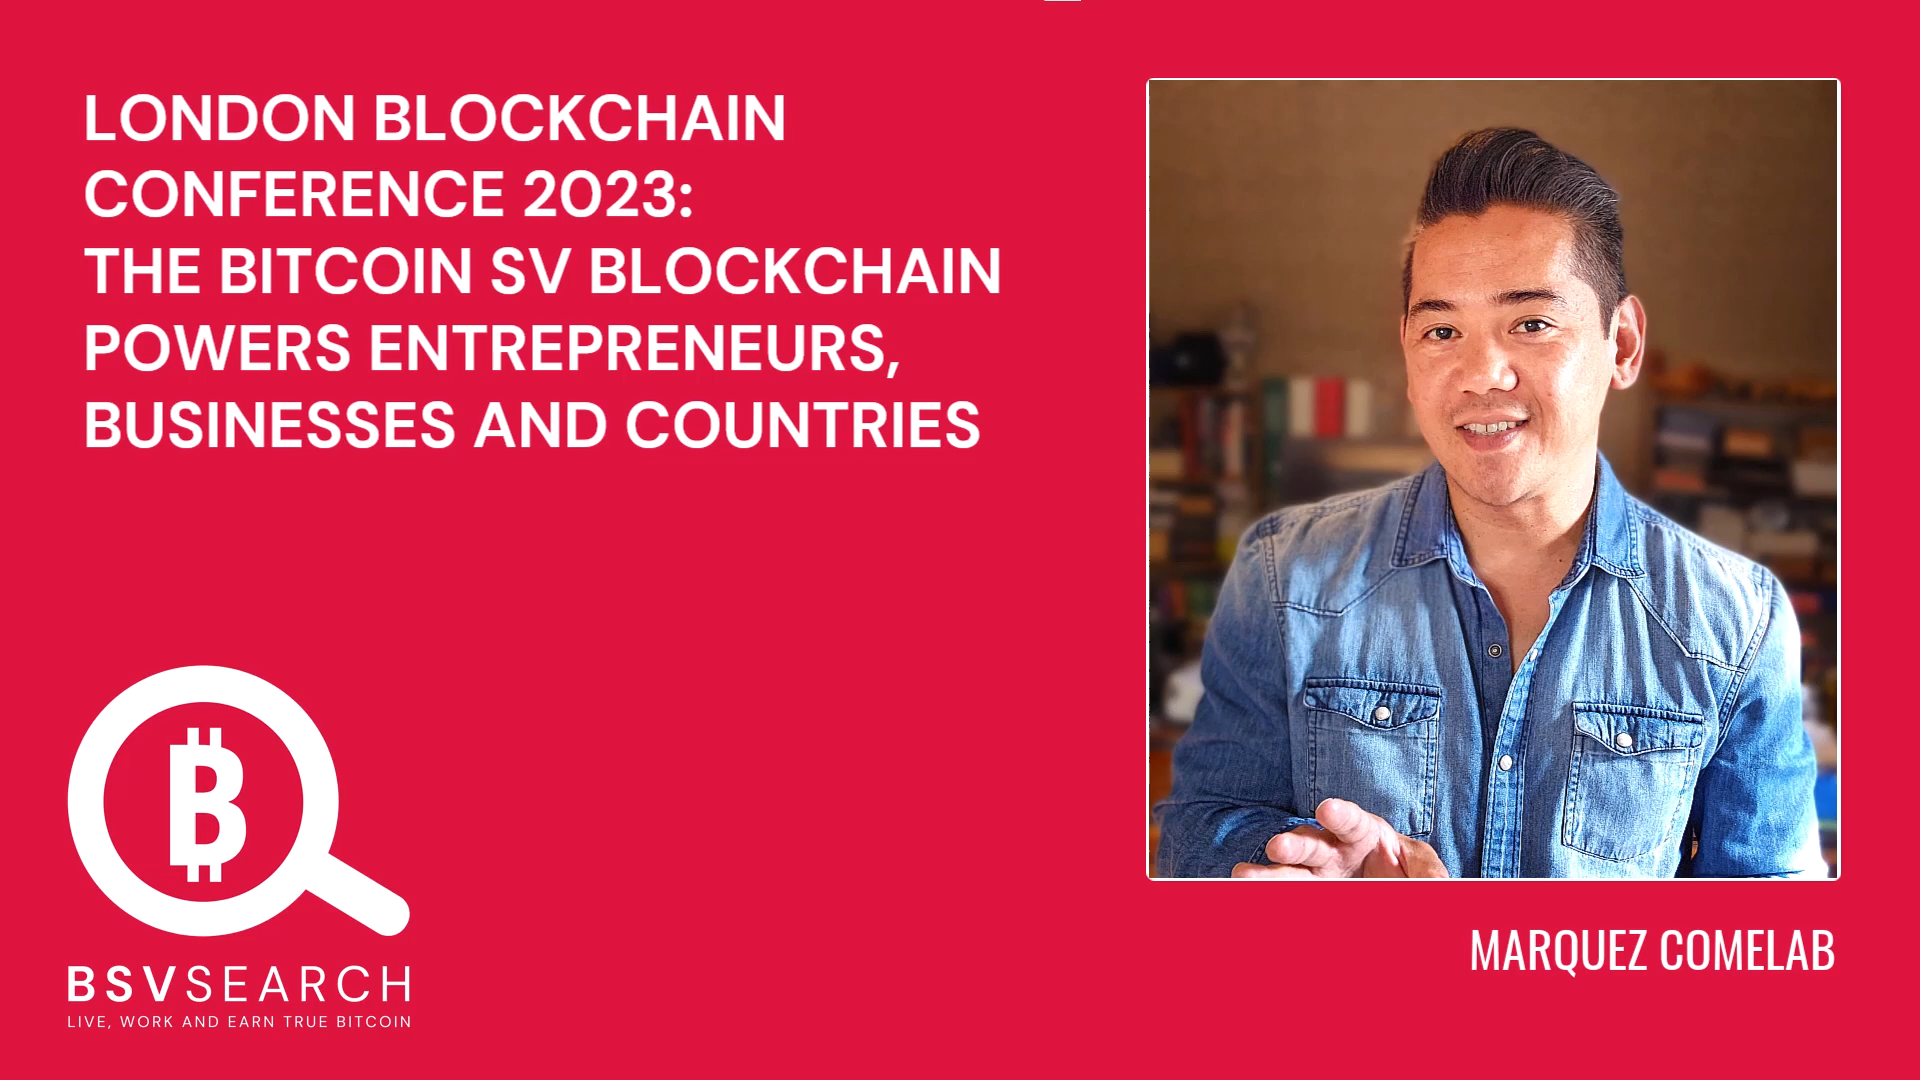 LONDON BLOCKCHAIN
CONFERENCE 2023:
THE BITCOIN SV BLOCKCHAIN
POWERS ENTREPRENEURS,
BUSINESSES AND COUNTRIES
BSVSEARCH
LIVE, WORK AND EARN TRUE BITCOIN
MARQUEZ COMELAB